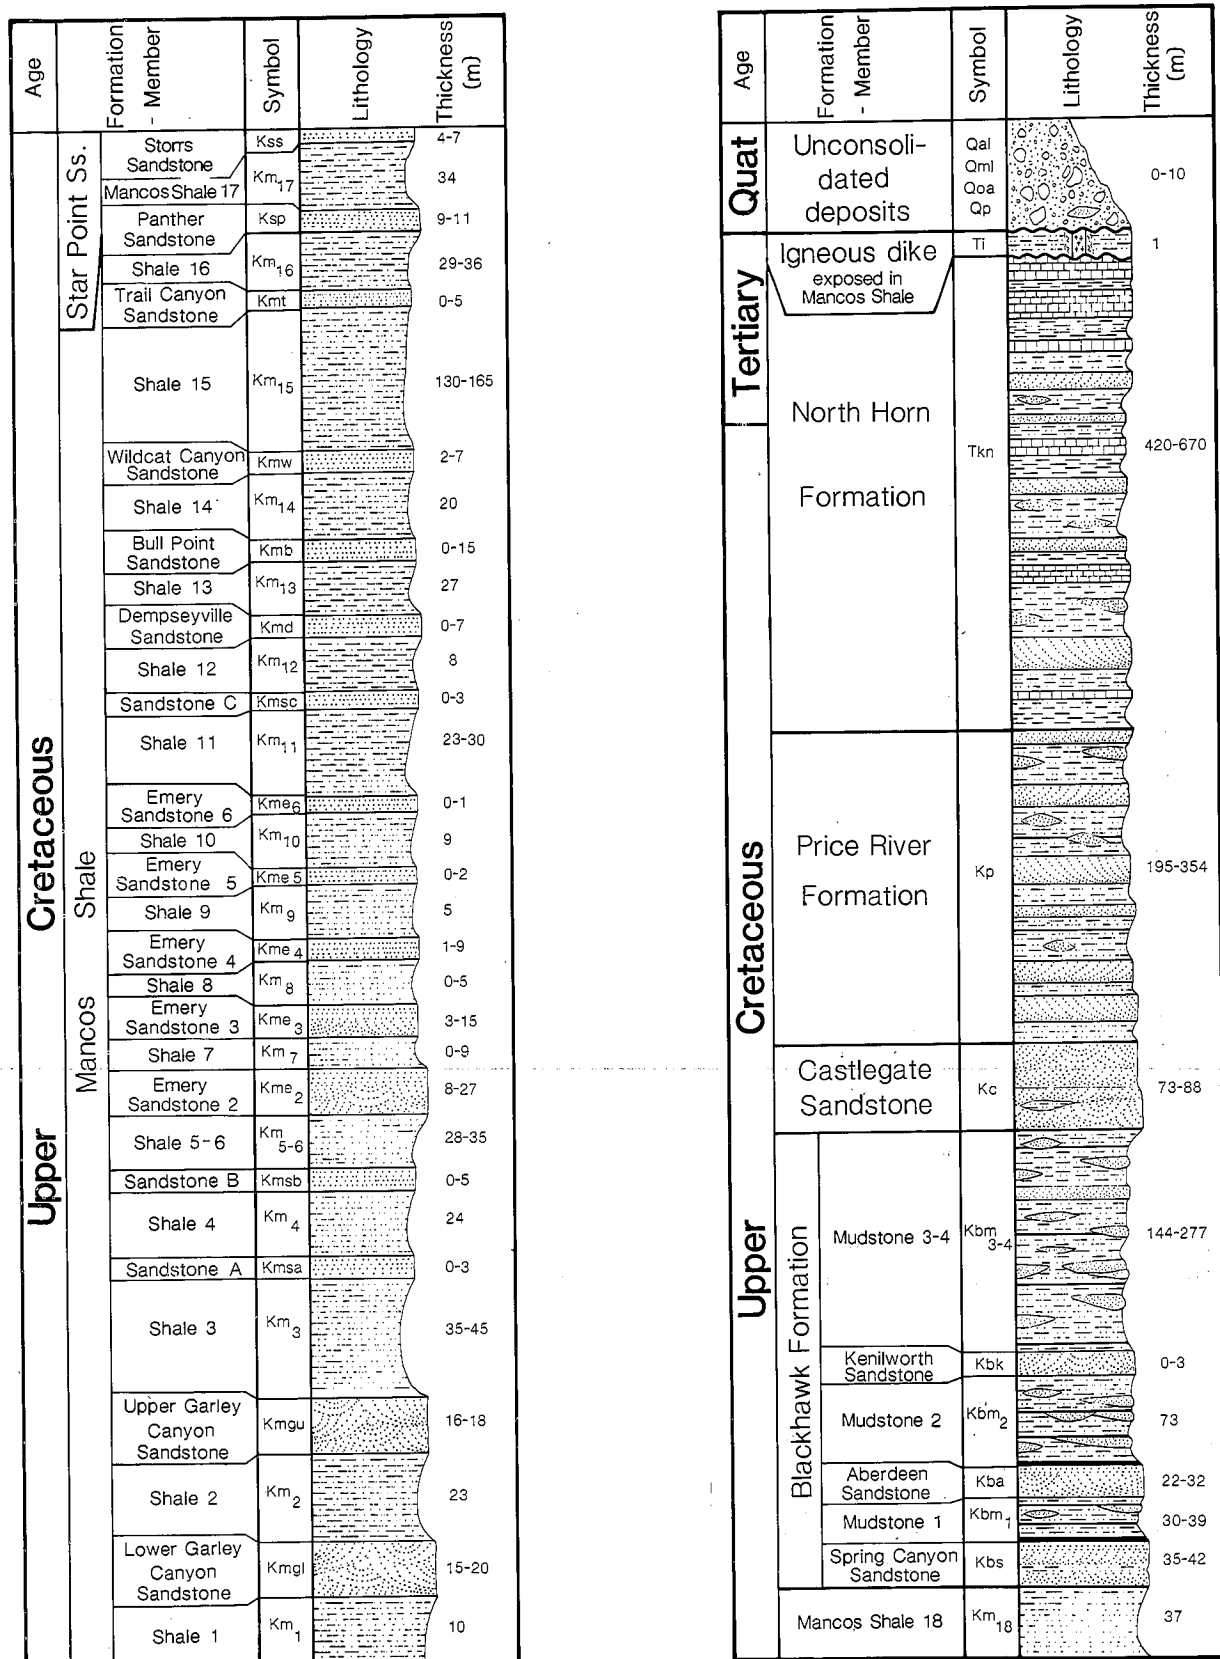 Age
Formation
- Member
Symbol
Lithology
Thickness
(m)
Upper Cretaceous
Mancos Shale
Star Point Ss.
Storrs
Sandstone
Kss
4-7
Mancos Shale 17
Km17
34
Panther
Sandstone
Ksp
9-11
Shale 16
Km16
29-36
Trail Canyon
Sandstone
Kmt
0-5
Shale 15
Km15
130-165
Wildcat Canyon
Sandstone
Kmw
2-7
Shale 14
Km14
20
Bull Point
Sandstone
Kmb
0-15
Shale 13
Km13
27
Dempseyville
Sandstone
Kmd
0-7
Shale 12
Km12
8
Sandstone C
Kmsc
0-3
Shale 11
Km11
23-30
Emery
Sandstone 6
Kme6
0-1
Shale 10
Km10
9
Emery
Sandstone 5
Kme5
0-2
Shale 9
Km9
5
Emery
Sandstone 4
Kme4
1-9
Shale 8
Km8
0-5
Emery
Sandstone 3
Kme3
3-15
Shale 7
Km7
0-9
Emery
Sandstone 2
Kme2
8-27
Shale 5-6
Km5-6
28-35
Sandstone B
Kmsb
0-5
Shale 4
Km4
24
Sandstone A
Kmsa
0-3
Shale 3
Km3
35-45
Upper Garley
Canyon
Sandstone
Kmgu
16-18
Shale 2
Km2
23
Lower Garley
Canyon
Sandstone
Kmgl
15-20
Shale 1
Km1
10
Age
Formation
- Member
Symbol
Lithology
Thickness
(m)
Quat
Unconsoli-
dated
deposits
Qal
Qml
Qoa
Qp
0-10
Tertiary
Igneous dike
exposed in
Mancos Shale
Ti
1
North Horn
Formation
Tkn
420-670
Upper Cretaceous
Price River
Formation
Kp
195-354
Castlegate
Sandstone
Kc
73-88
Blackhawk Formation
Mudstone 3-4
Kbm3-4
144-277
Kenilworth
Sandstone
Kbk
0-3
Mudstone 2
Kbm2
73
Aberdeen
Sandstone
Kba
22-32
Mudstone 1
Kbm1
30-39
Spring Canyon
Sandstone
Kbs
35-42
Mancos Shale 18
Km18
37